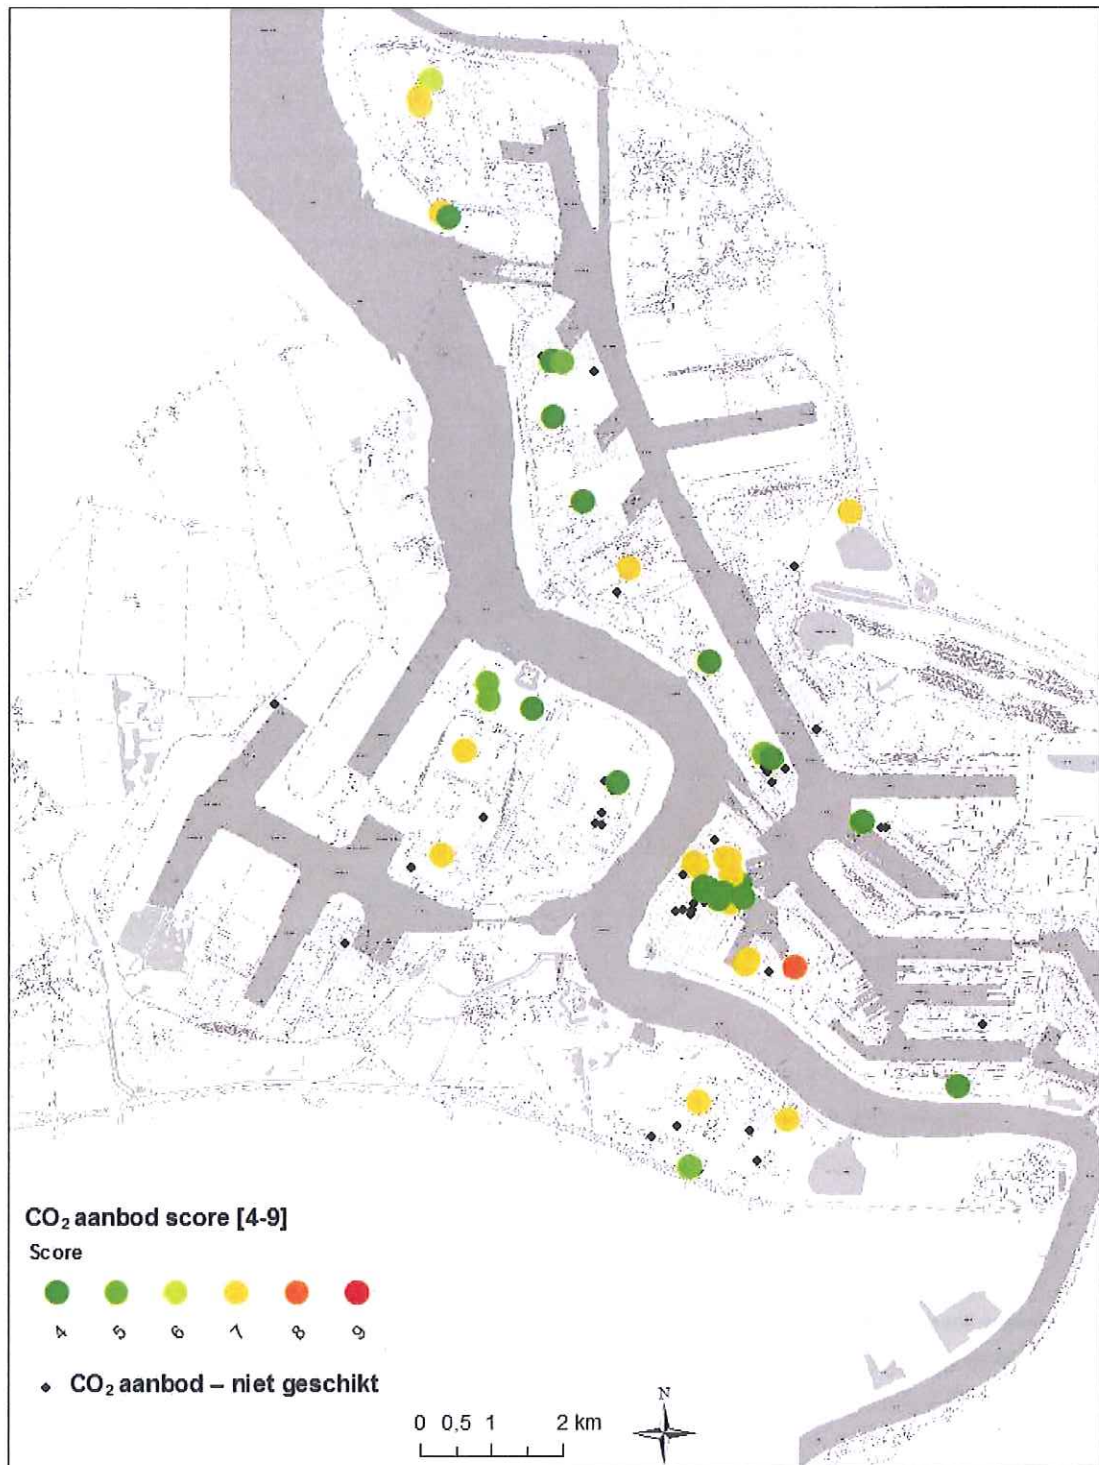 CO₂ aanbod score [4-9]
Score
4 5 6 7 8 9
CO₂ aanbod – niet geschikt
0 0,5 1 2 km
N